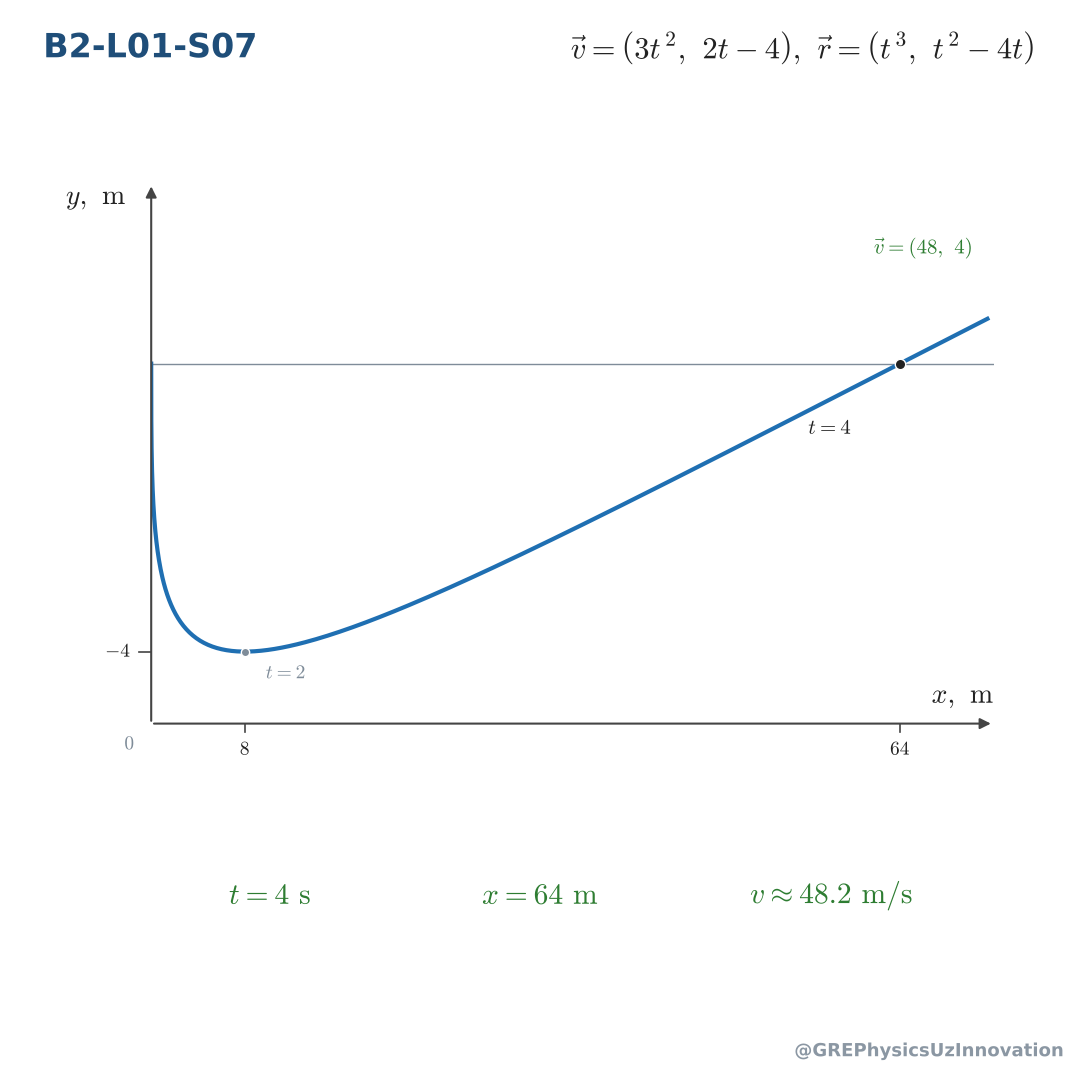 B2-L01-S07
v⃗ = (3t², 2t − 4), r⃗ = (t³, t² − 4t)
y, m
v⃗ = (48, 4)
t = 4
−4
t = 2
x, m
0
8
64
t = 4 s
x = 64 m
v ≈ 48.2 m/s
@GREPhysicsUzInnovation